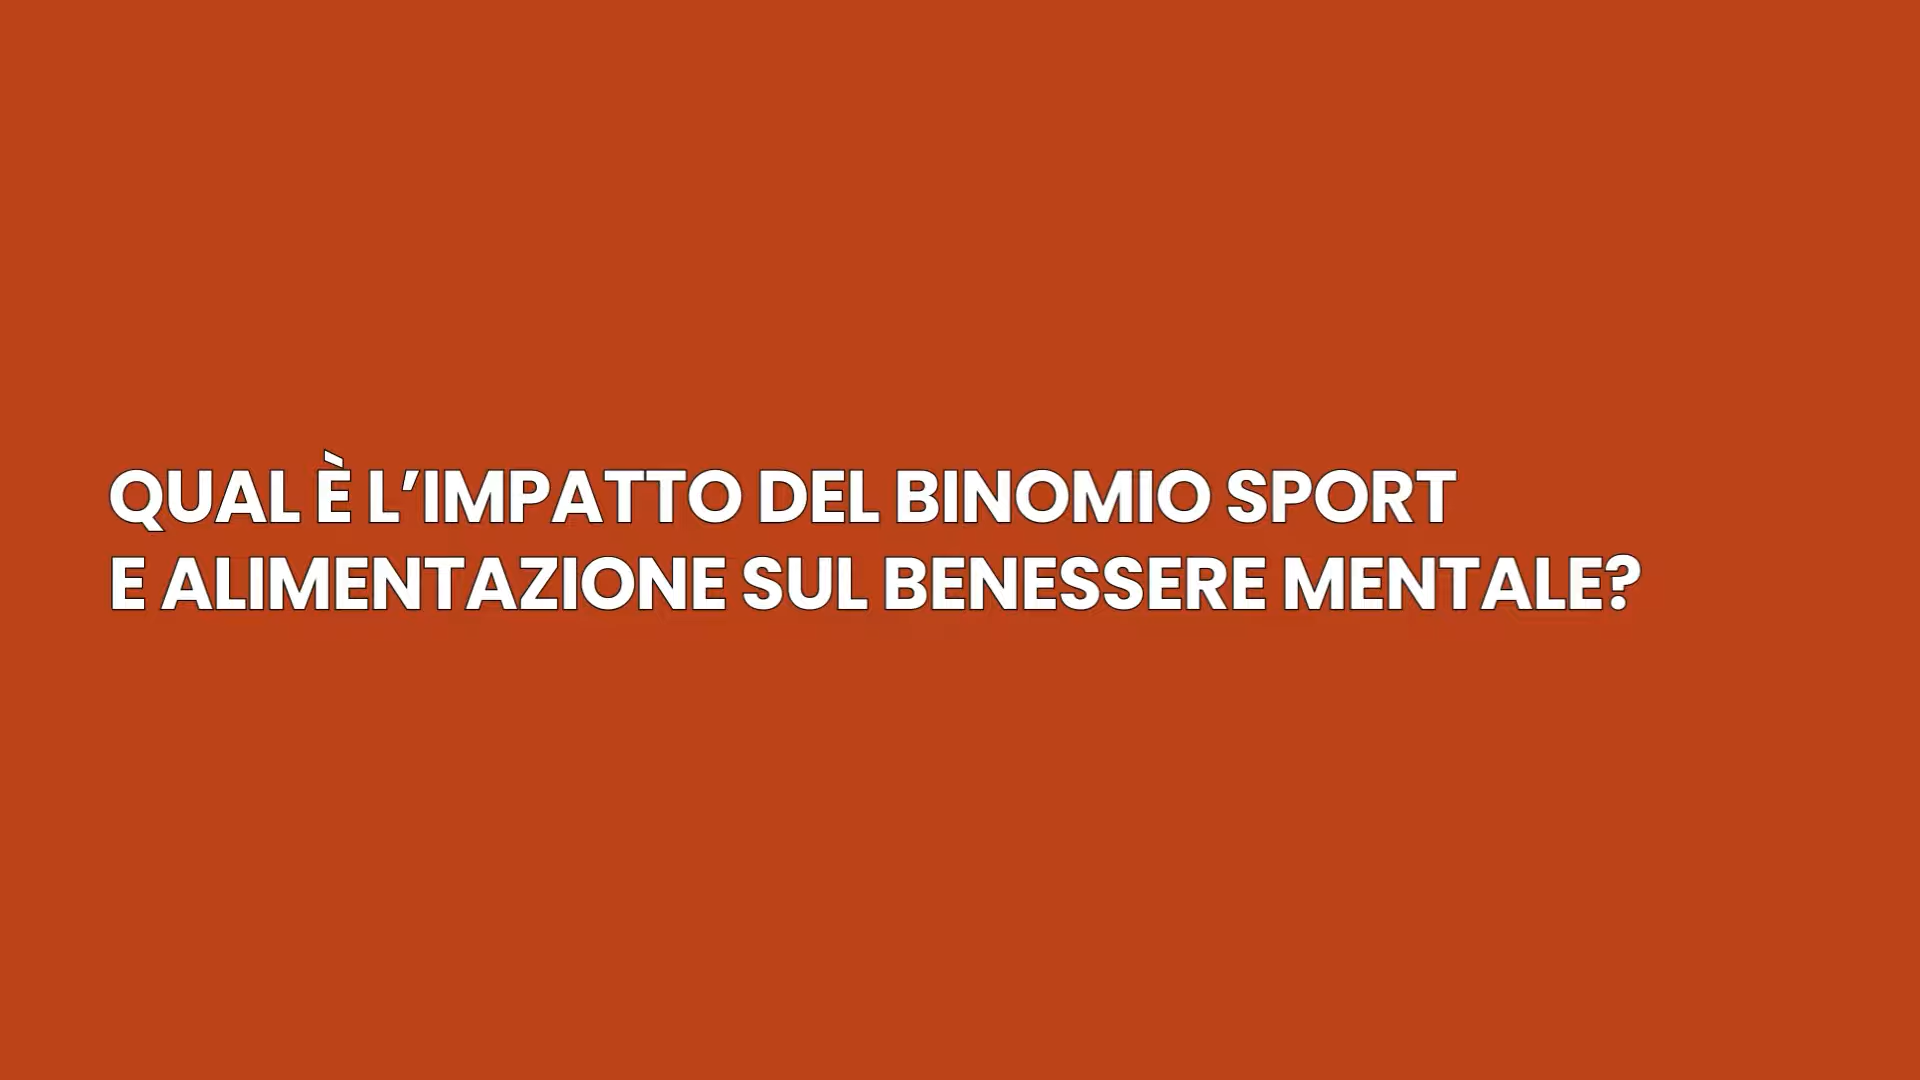 QUAL È L’IMPATTO DEL BINOMIO SPORT
E ALIMENTAZIONE SUL BENESSERE MENTALE?